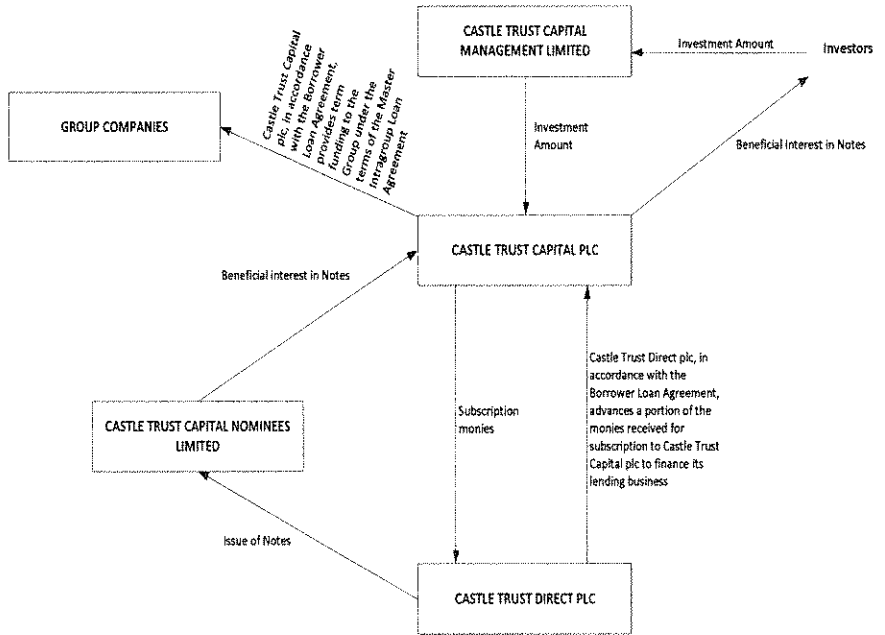 CASTLE TRUST CAPITAL
MANAGEMENT LIMITED
Investment Amount
Investors
Castle Trust Capital
plc, in accordance
with the Borrower
Loan Agreement,
provides term
funding to the
Group under the
terms of the Master
Intragroup Loan
Agreement
GROUP COMPANIES
Investment
Amount
Beneficial Interest in Notes
CASTLE TRUST CAPITAL PLC
Beneficial interest in Notes
Castle Trust Direct plc, in
accordance with the
Borrower Loan Agreement,
advances a portion of the
monies received for
subscription to Castle Trust
Capital plc to finance its
lending business
Subscription
monies
CASTLE TRUST CAPITAL NOMINEES
LIMITED
Issue of Notes
CASTLE TRUST DIRECT PLC